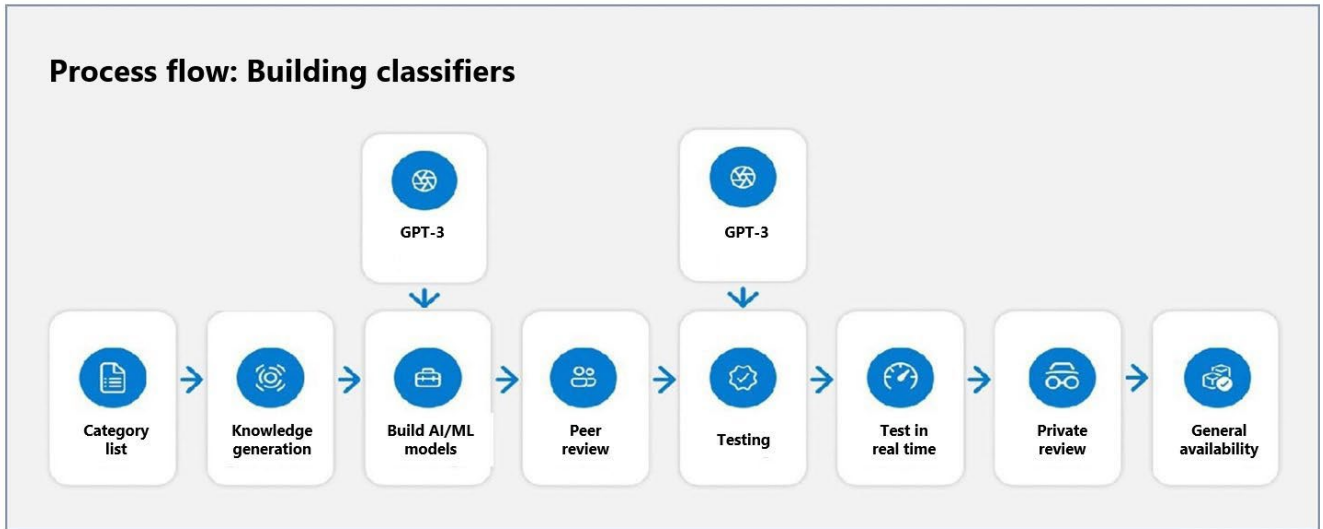 Process flow: Building classifiers
GPT-3
GPT-3
Category
list
Knowledge
generation
Build AI/ML
models
Peer
review
Testing
Test in
real time
Private
review
General
availability